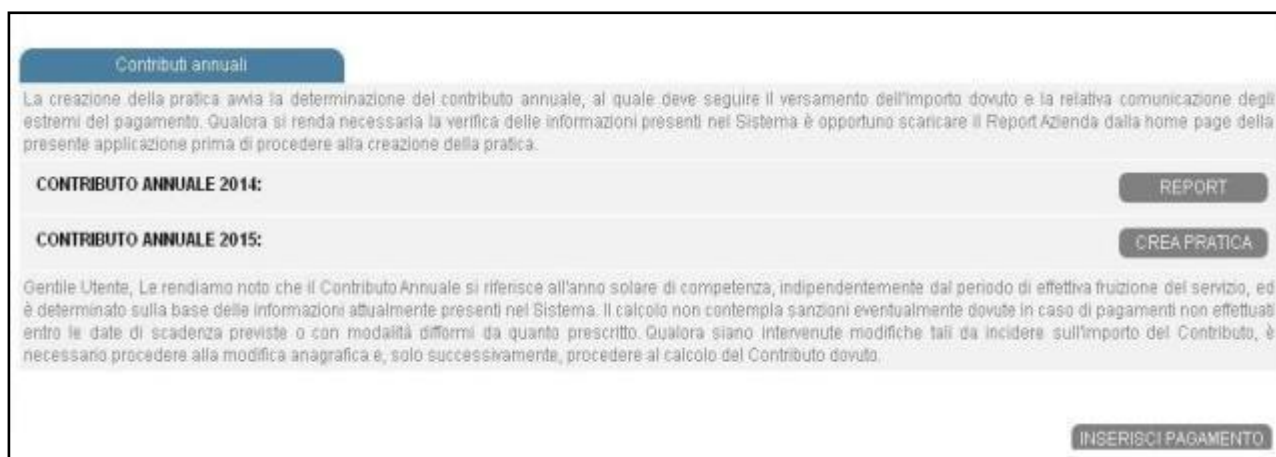 Contributi annuali
La creazione della pratica avvia la determinazione del contributo annuale, al quale deve seguire il versamento dell'importo dovuto e la relativa comunicazione degli
estremi del pagamento. Qualora si renda necessaria la verifica delle informazioni presenti nel Sistema è opportuno scaricare il Report Azienda dalla home page della
presente applicazione prima di procedere alla creazione della pratica.
CONTRIBUTO ANNUALE 2014:
REPORT
CONTRIBUTO ANNUALE 2015:
CREA PRATICA
Gentile Utente, Le rendiamo noto che il Contributo Annuale si riferisce all'anno solare di competenza, indipendentemente dal periodo di effettiva fruizione del servizio, ed
è determinato sulla base delle informazioni attualmente presenti nel Sistema. Il calcolo non contempla sanzioni eventualmente dovute in caso di pagamenti non effettuati
entro le date di scadenza previste o con modalità difformi da quanto prescritto. Qualora siano intervenute modifiche tali da incidere sull'importo del Contributo, è
necessario procedere alla modifica anagrafica e, solo successivamente, procedere al calcolo del Contributo dovuto.
INSERISCI PAGAMENTO